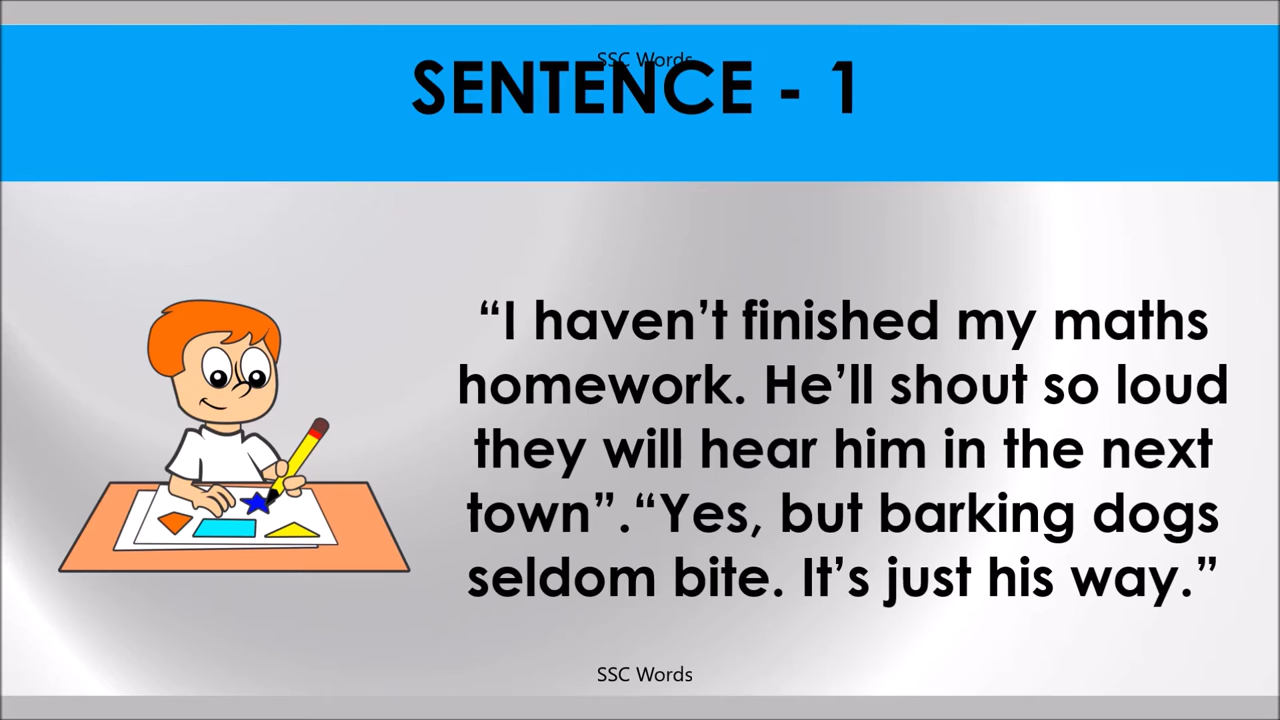 SSC Words
SENTENCE - 1
“I haven’t finished my maths
homework. He’ll shout so loud
they will hear him in the next
town”.“Yes, but barking dogs
seldom bite. It’s just his way.”
SSC Words